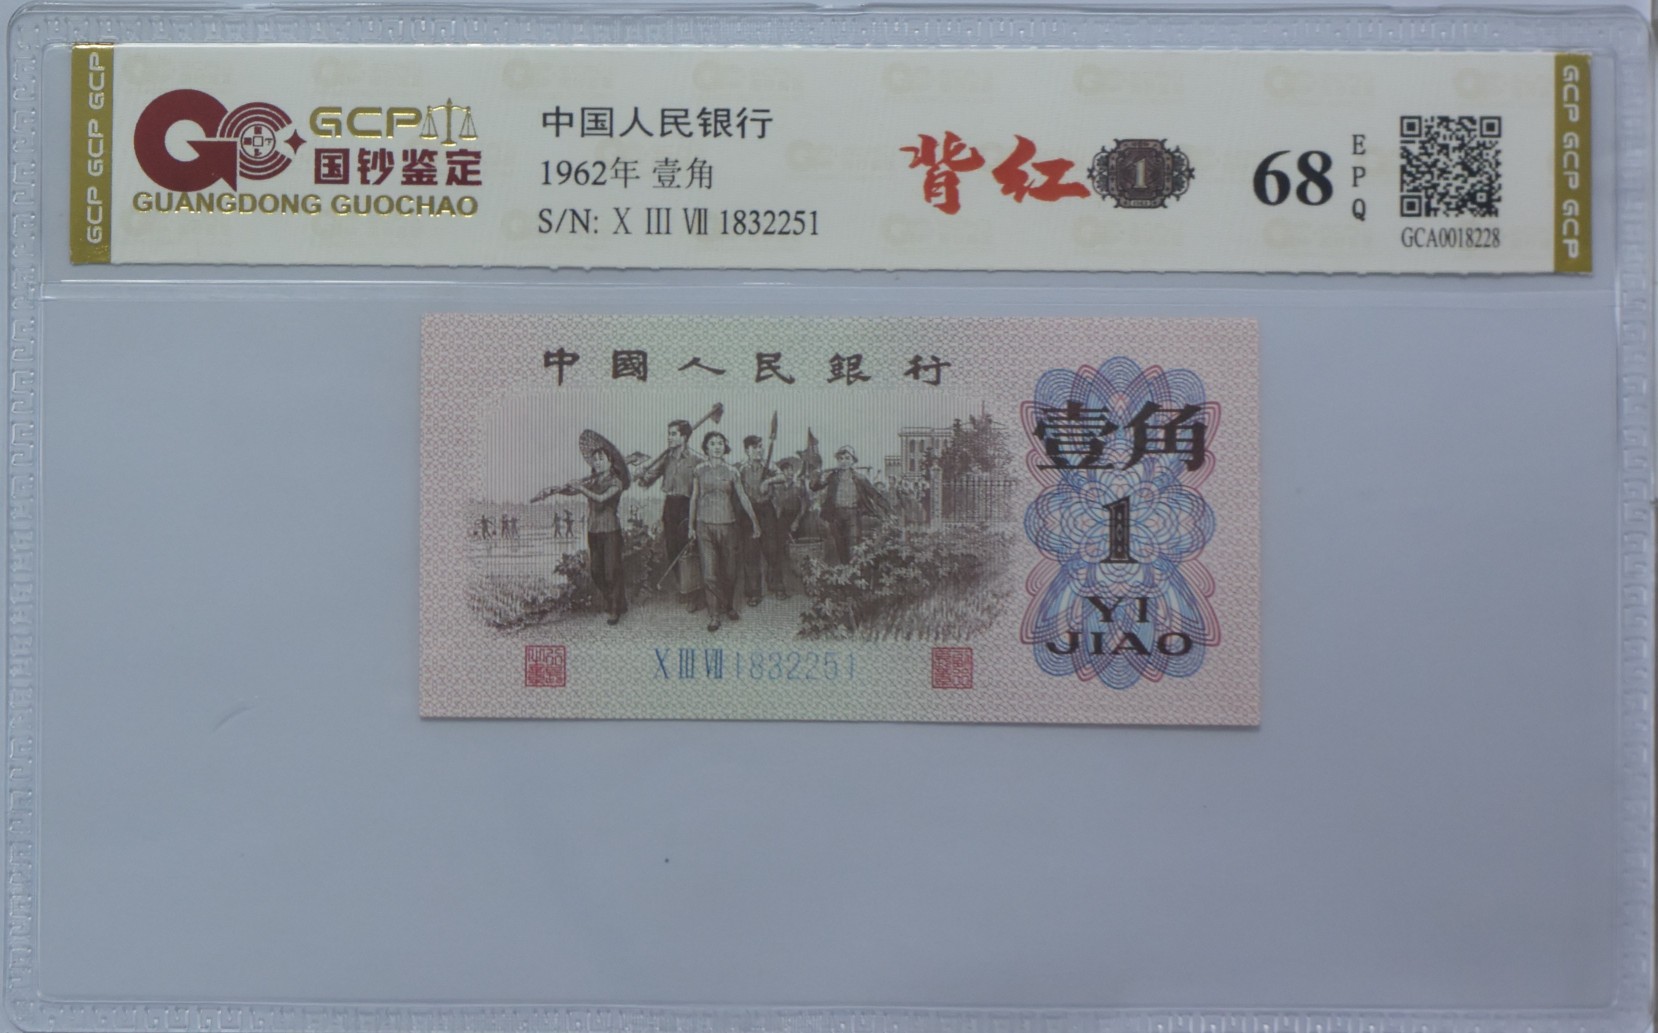 GCP GCP GCP
GCP
国钞鉴定
GUANGDONG GUOCHAO
中国人民银行
1962年 壹角
S/N: X III VII 1832251
背红
1
68
EPQ
GCA0018228
GCP GCP GCP
中國人民銀行
壹角
1
YI
JIAO
X III VII 1832251